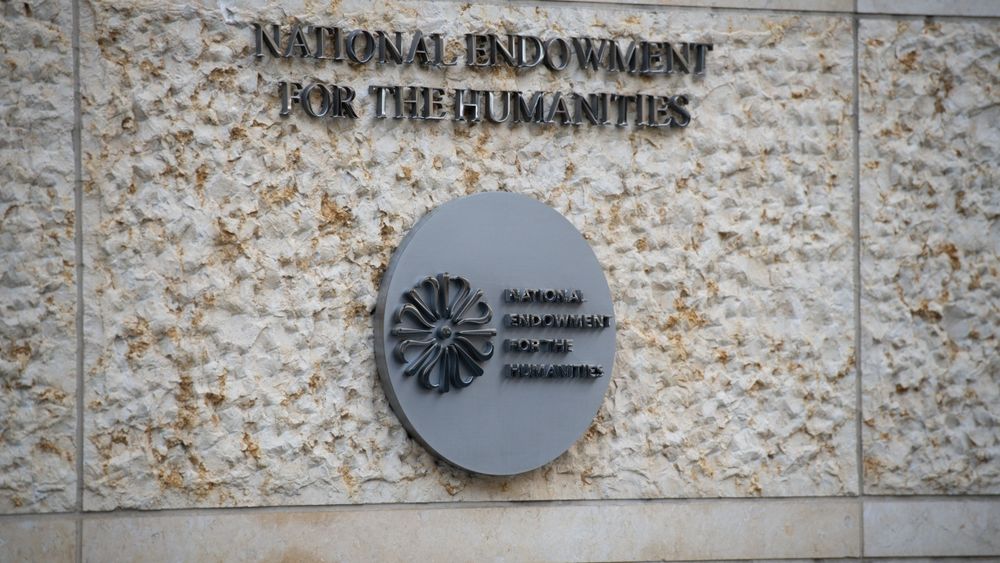 NATIONAL ENDOWMENT
FOR THE HUMANITIES
NATIONAL
ENDOWMENT
FOR THE
HUMANITIES